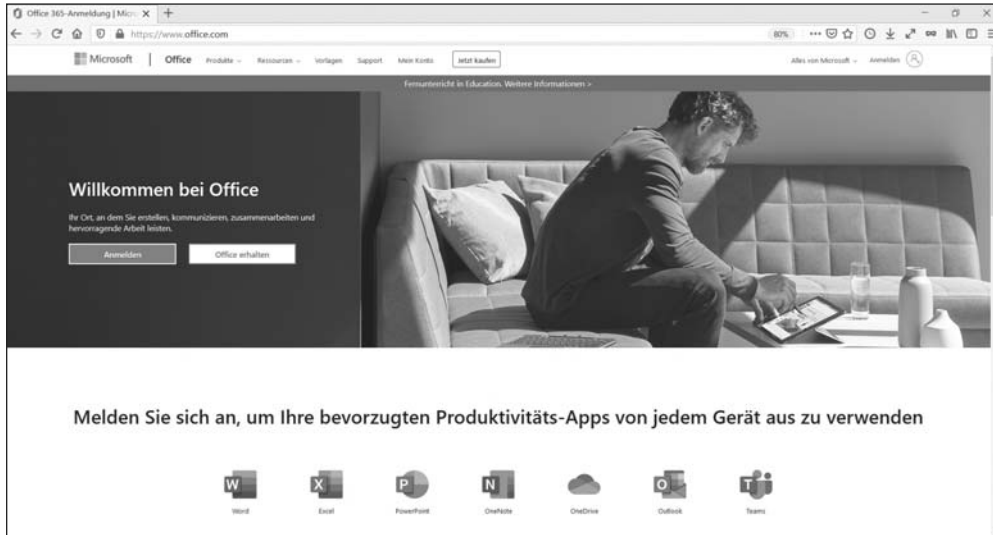 Office 365-Anmeldung | Micro
https://www.office.com
80%
Microsoft | Office Produkte Ressourcen Vorlagen Support Mein Konto Jetzt kaufen Alles von Microsoft Anmelden
Fernunterricht in Education. Weitere Informationen >
Willkommen bei Office
Ihr Ort, an dem Sie erstellen, kommunizieren, zusammenarbeiten und
hervorragende Arbeit leisten.
Anmelden Office erhalten
Melden Sie sich an, um Ihre bevorzugten Produktivitäts-Apps von jedem Gerät aus zu verwenden
W X P N O T
Word Excel PowerPoint OneNote OneDrive Outlook Teams